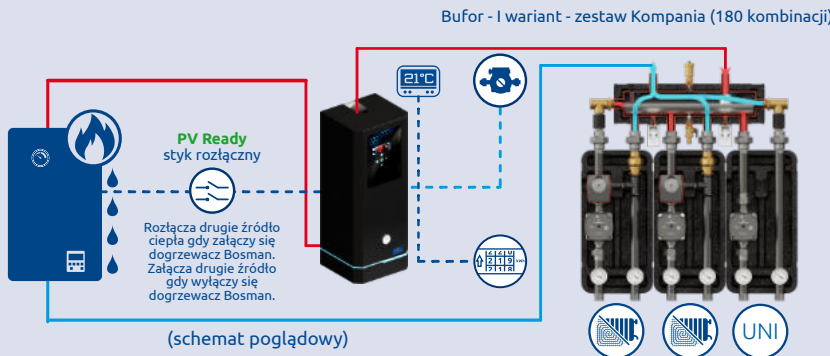 Bufor - I wariant - zestaw Kompania (180 kombinacji)
21°C
PV Ready
styk rozłączny
Rozłącza drugie źródło
ciepła gdy załączy się
dogrzewacz Bosman.
Załącza drugie źródło
gdy wyłączy się
dogrzewacz Bosman.
(schemat poglądowy)
UNI